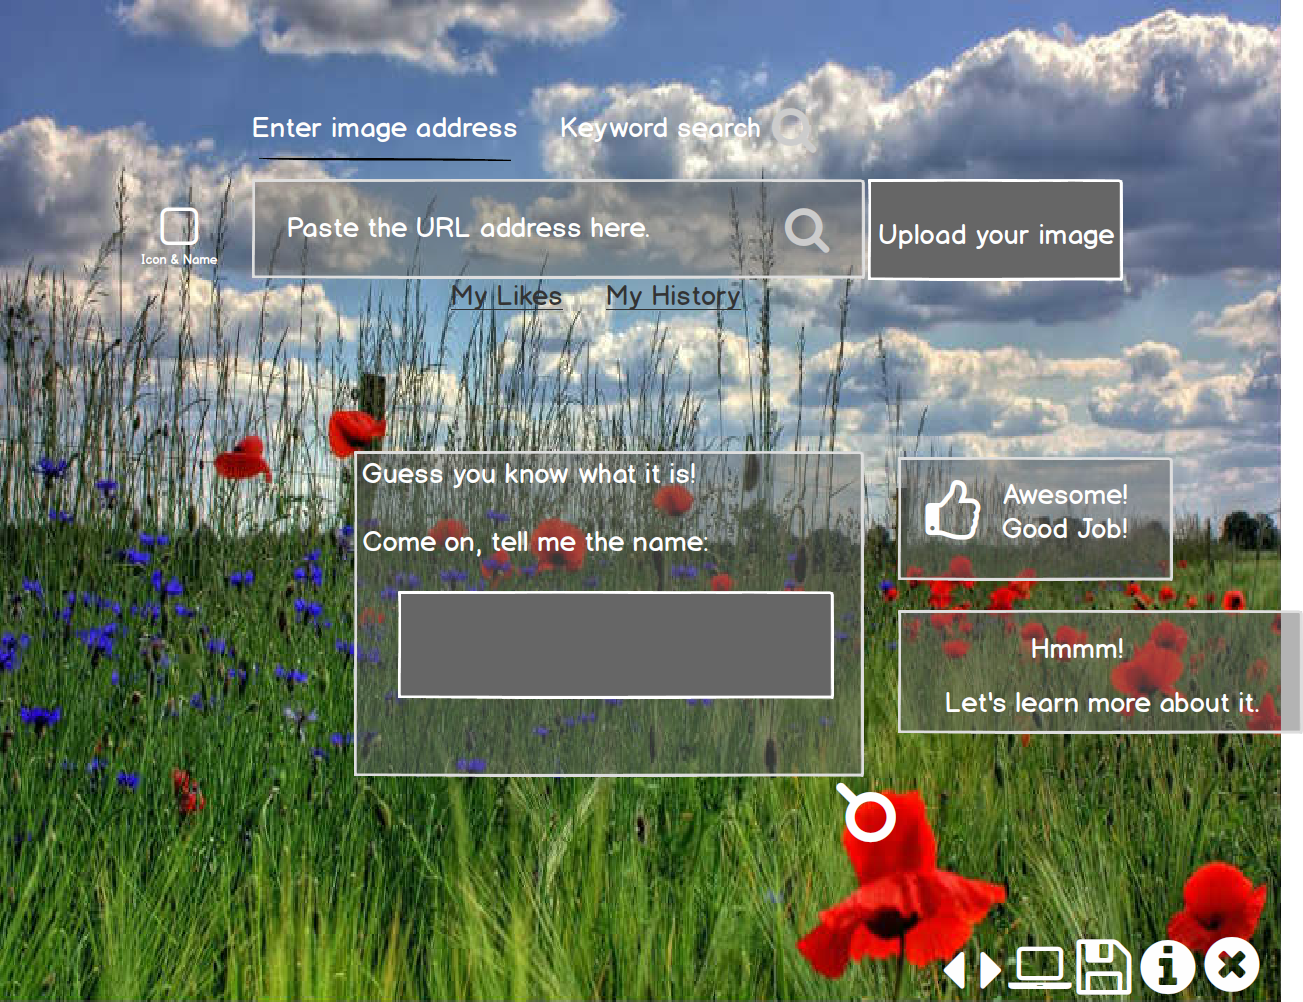 Enter image address
Keyword search
Paste the URL address here.
Upload your image
Icon & Name
My Likes
My History
Guess you know what it is!
Come on, tell me the name:
Awesome!
Good Job!
Hmmm!
Let's learn more about it.